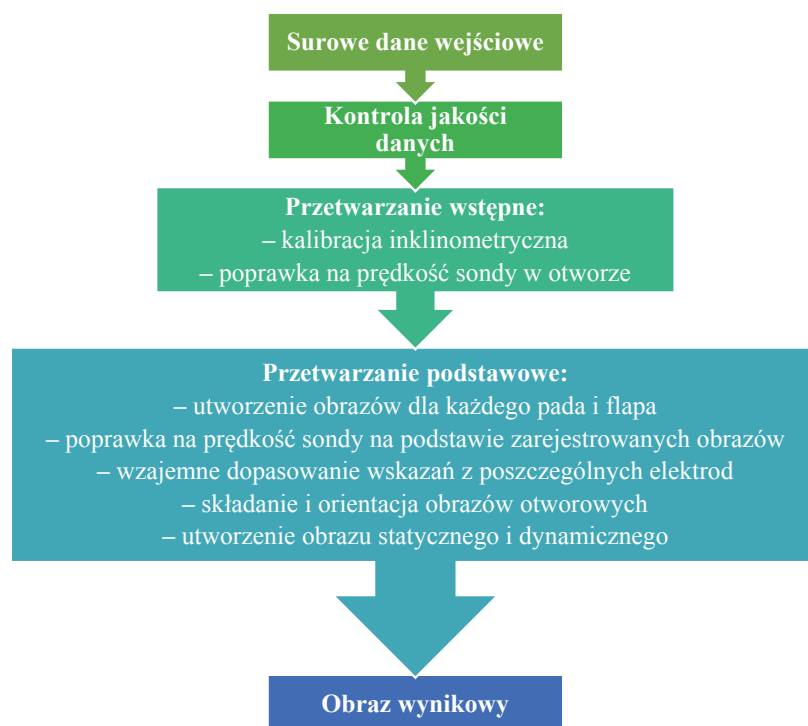 Surowe dane wejściowe
Kontrola jakości
danych
Przetwarzanie wstępne:
– kalibracja inklinometryczna
– poprawka na prędkość sondy w otworze
Przetwarzanie podstawowe:
– utworzenie obrazów dla każdego pada i flapa
– poprawka na prędkość sondy na podstawie zarejestrowanych obrazów
– wzajemne dopasowanie wskazań z poszczególnych elektrod
– składanie i orientacja obrazów otworowych
– utworzenie obrazu statycznego i dynamicznego
Obraz wynikowy